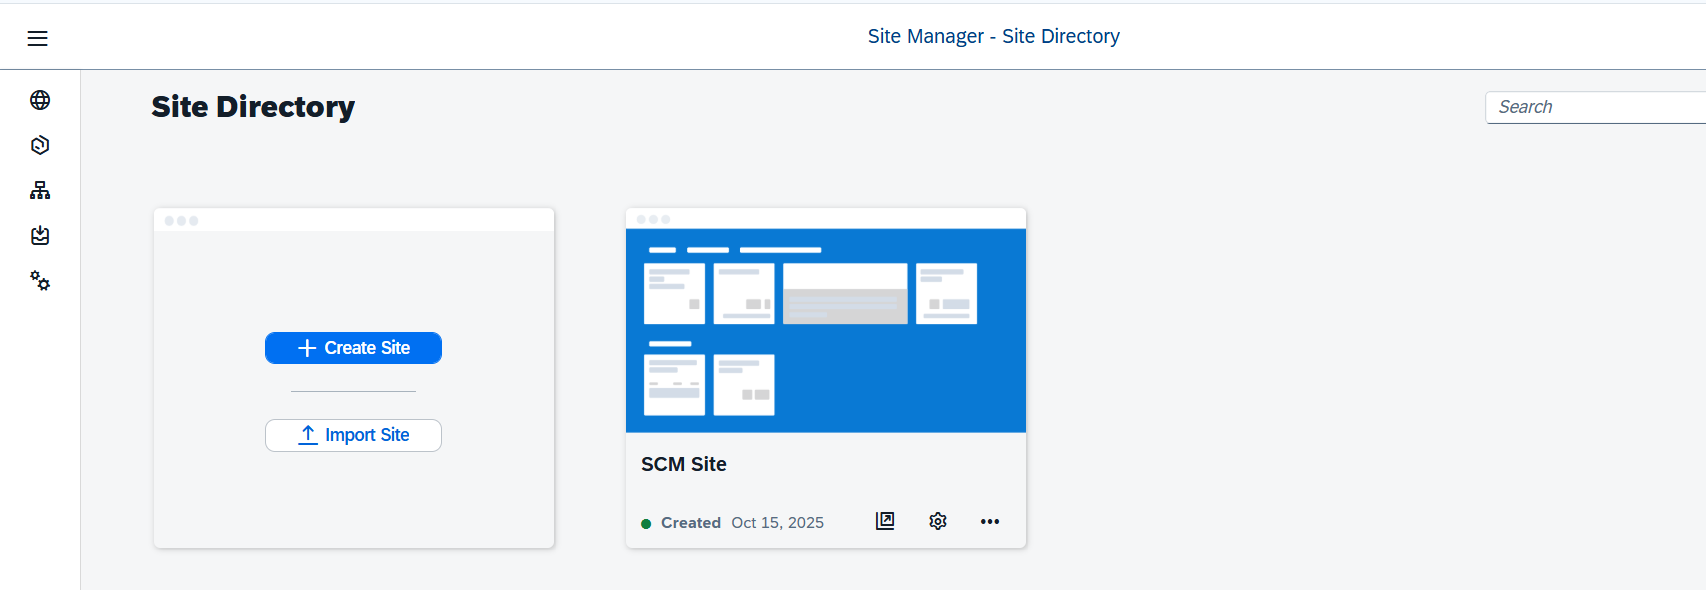 Site Manager - Site Directory
Site Directory
Search
Create Site
Import Site
SCM Site
Created Oct 15, 2025